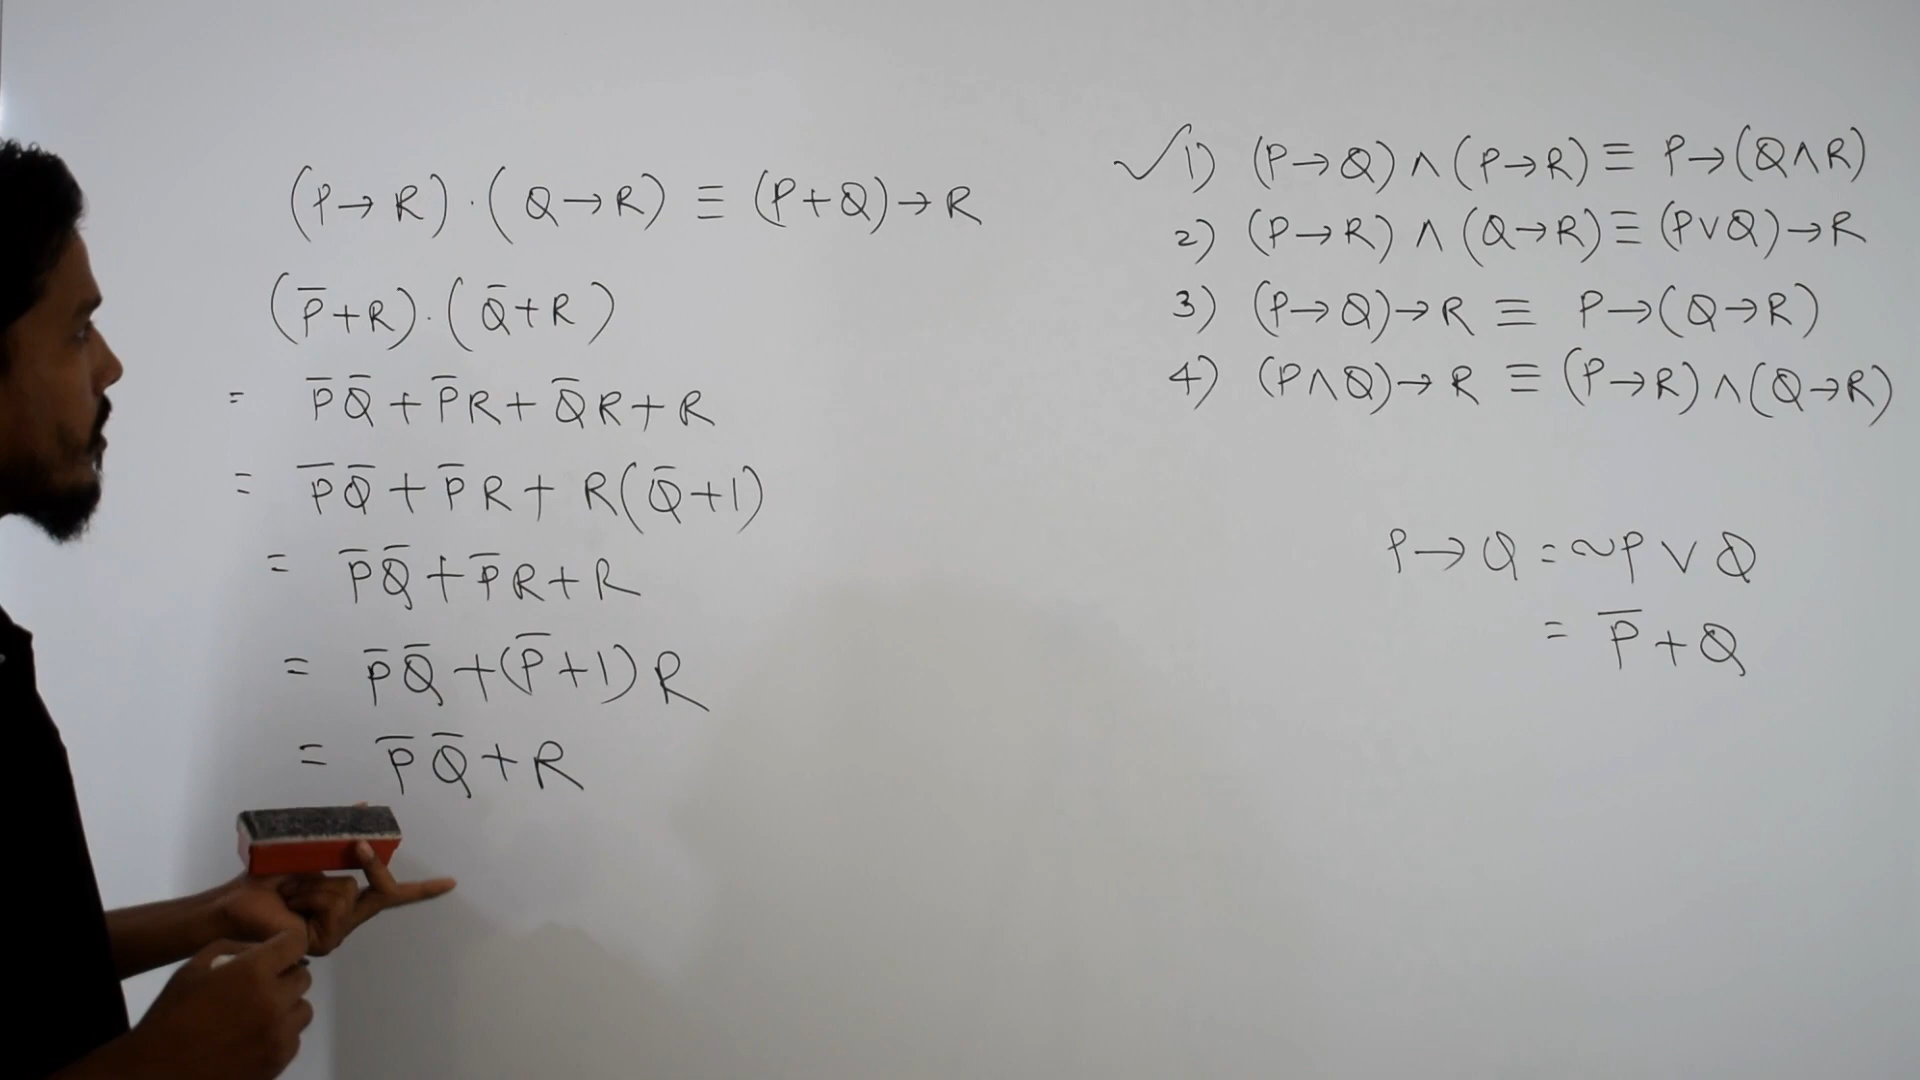 (P→R)·(Q→R) ≡ (P+Q)→R
(P̅+R)·(Q̅+R)
= P̅Q̅+P̅R+Q̅R+R
= P̅Q̅+P̅R+R(Q̅+1)
= P̅Q̅+P̅R+R
= P̅Q̅+(P̅+1)R
= P̅Q̅+R
✓1) (P→Q)∧(P→R)≡ P→(Q∧R)
2) (P→R)∧(Q→R)≡(P∨Q)→R
3) (P→Q)→R ≡ P→(Q→R)
4) (P∧Q)→R ≡ (P→R)∧(Q→R)
P→Q = ~P∨Q
= P̅+Q